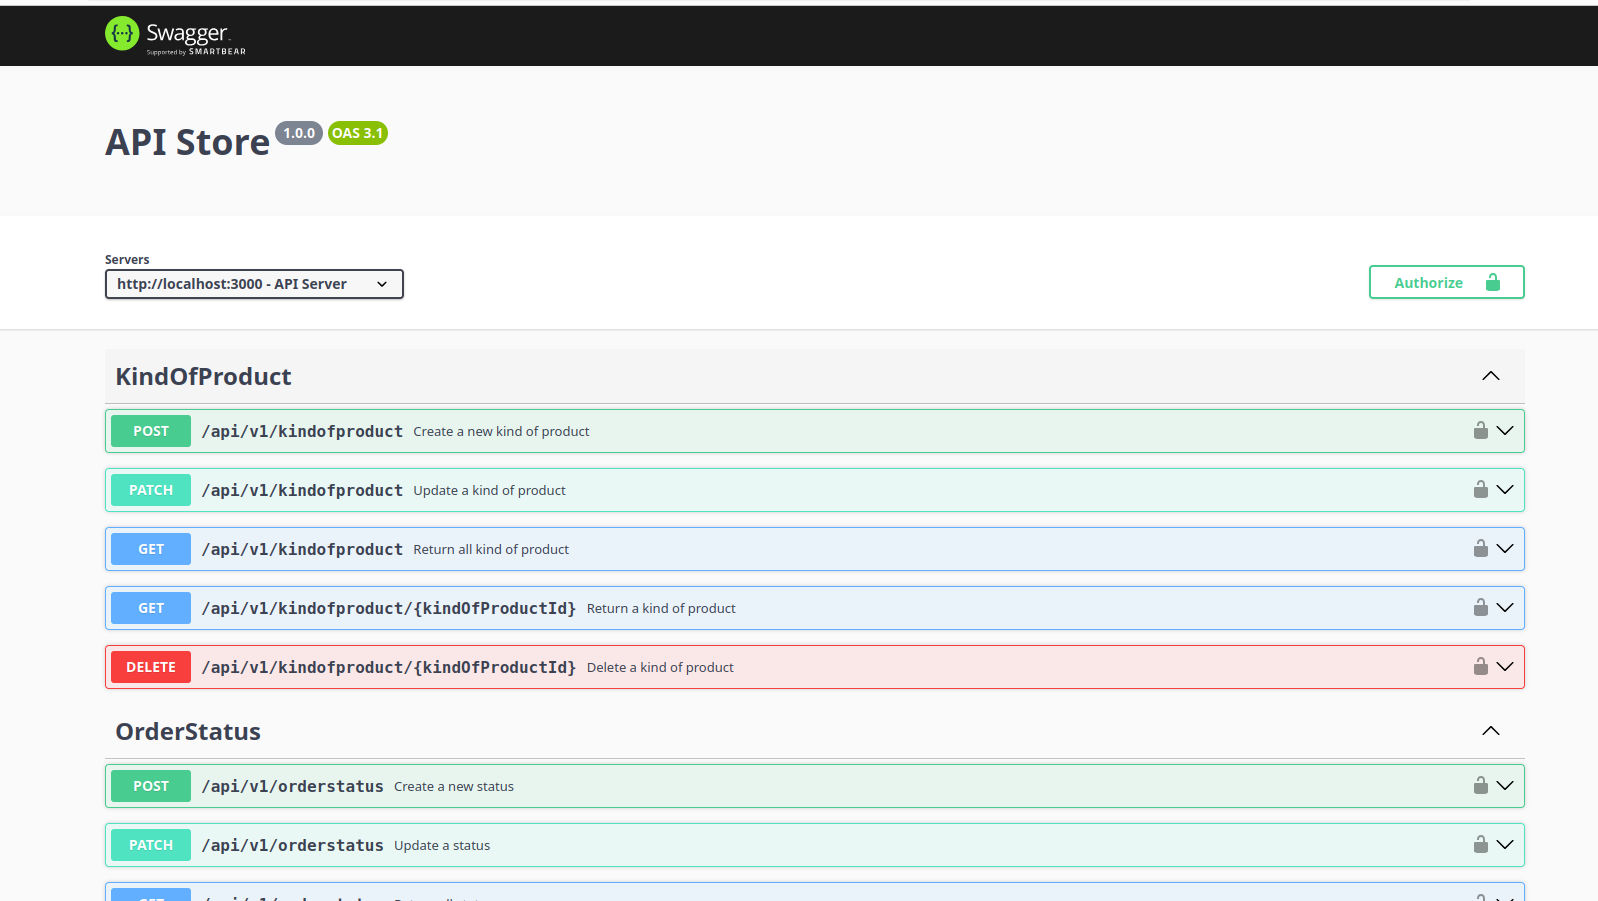 Swagger
Supported by SMARTBEAR
API Store 1.0.0 OAS 3.1
Servers
http://localhost:3000 - API Server
Authorize
KindOfProduct
POST /api/v1/kindofproduct Create a new kind of product
PATCH /api/v1/kindofproduct Update a kind of product
GET /api/v1/kindofproduct Return all kind of product
GET /api/v1/kindofproduct/{kindOfProductId} Return a kind of product
DELETE /api/v1/kindofproduct/{kindOfProductId} Delete a kind of product
OrderStatus
POST /api/v1/orderstatus Create a new status
PATCH /api/v1/orderstatus Update a status
GET